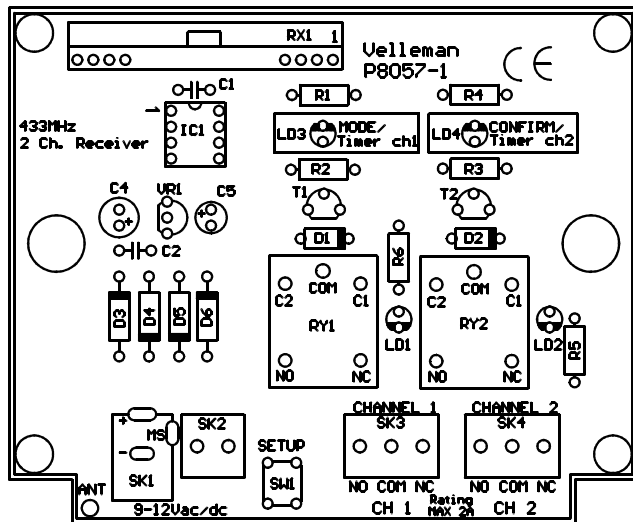 RX1 1
Velleman
P8057-1
CE
C1
R1
R4
433MHz
2 Ch. Receiver
IC1
LD3 MODE/
Timer ch1
LD4 CONFIRM/
Timer ch2
R2
R3
C4
VR1
C5
T1
T2
+
+
C2
D1
D2
R6
C2 COM C1
C2 COM C1
D3
D4
D5
D6
RY1
RY2
LD1
LD2
R5
NO NC
NO NC
CHANNEL 1
CHANNEL 2
+
MS
SK2
SK3
SK4
-
SETUP
SK1
SW1
NO COM NC
NO COM NC
ANT
9-12Vac/dc
CH 1
Rating
MAX 2A
CH 2